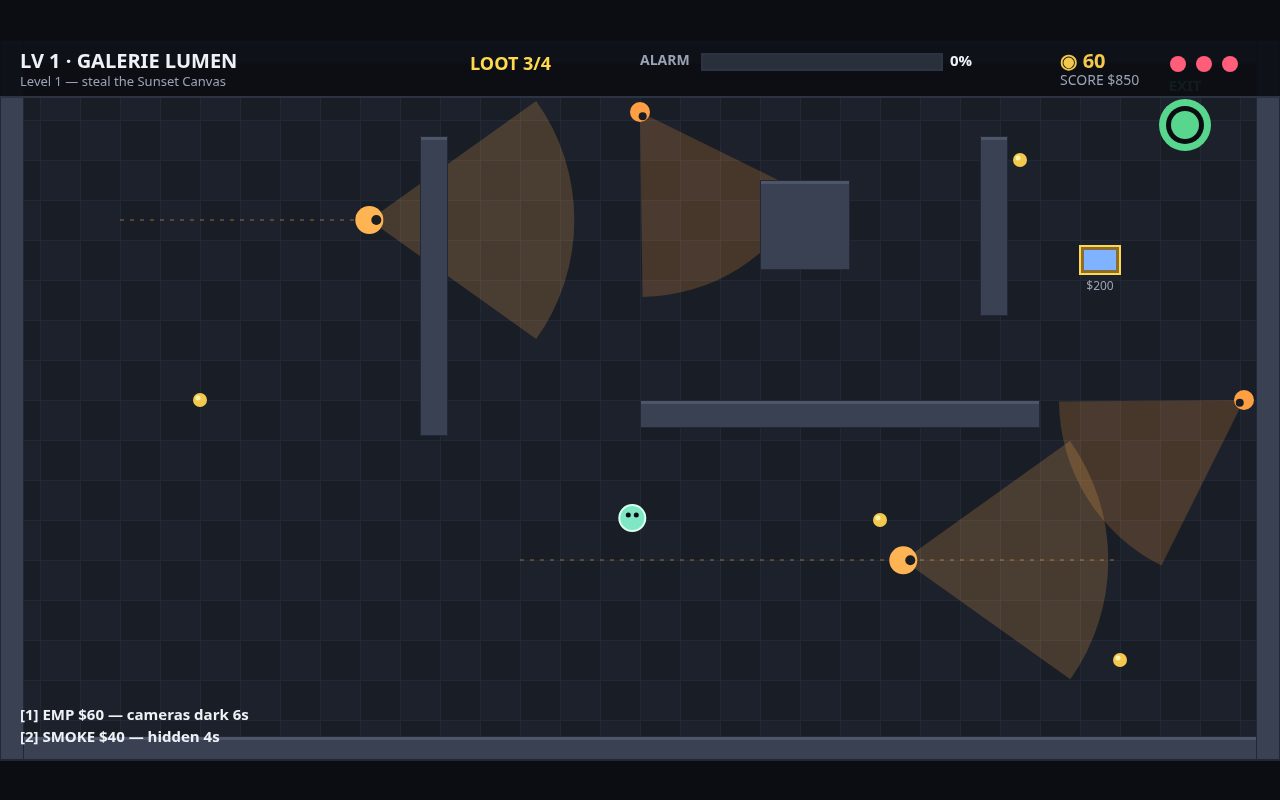 LV 1 · GALERIE LUMEN
Level 1 — steal the Sunset Canvas
LOOT 3/4
ALARM 0%
◉ 60
SCORE $850
EXIT
$200
[1] EMP $60 — cameras dark 6s
[2] SMOKE $40 — hidden 4s